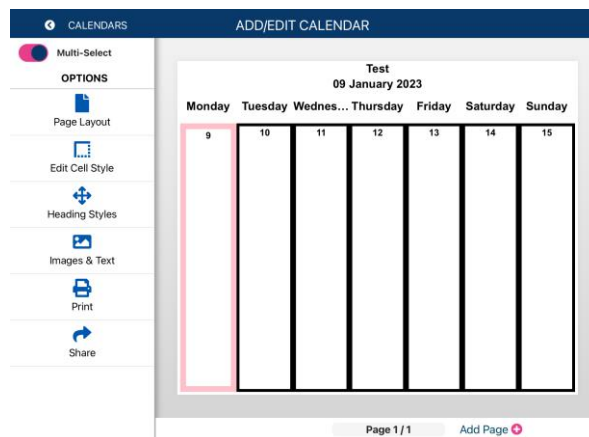 CALENDARS
ADD/EDIT CALENDAR
Multi-Select
OPTIONS
Page Layout
Edit Cell Style
Heading Styles
Images & Text
Print
Share
Test
09 January 2023
Monday Tuesday Wednes... Thursday Friday Saturday Sunday
9 10 11 12 13 14 15
Page 1/1
Add Page